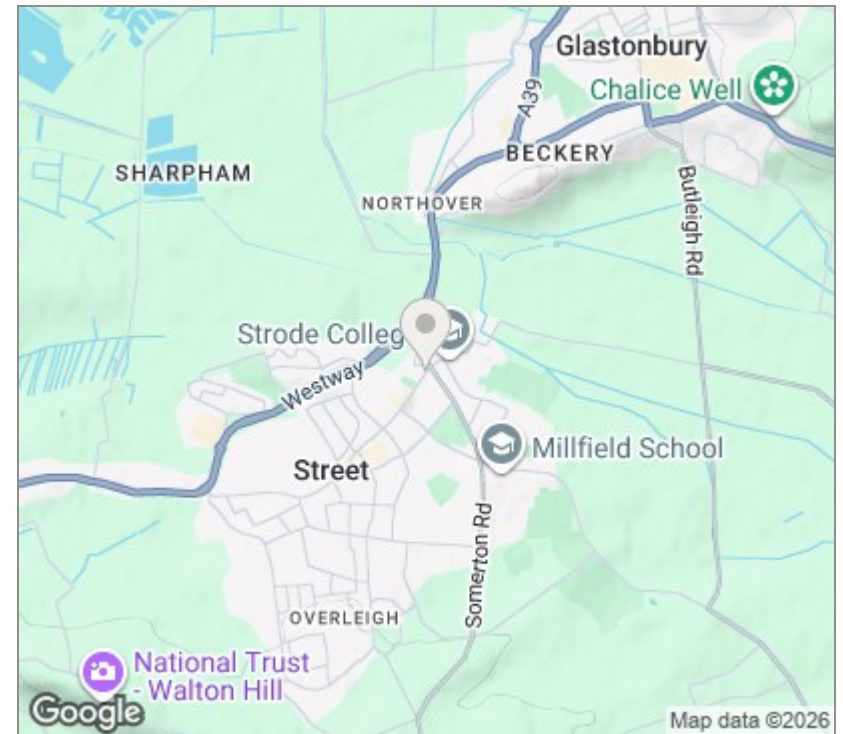 Glastonbury
Chalice Well
A39
BECKERY
SHARPHAM
Butleigh Rd
NORTHOVER
Strode Colleg
Westway
Millfield School
Street
Somerton Rd
OVERLEIGH
National Trust
- Walton Hill
Google
Map data ©2026